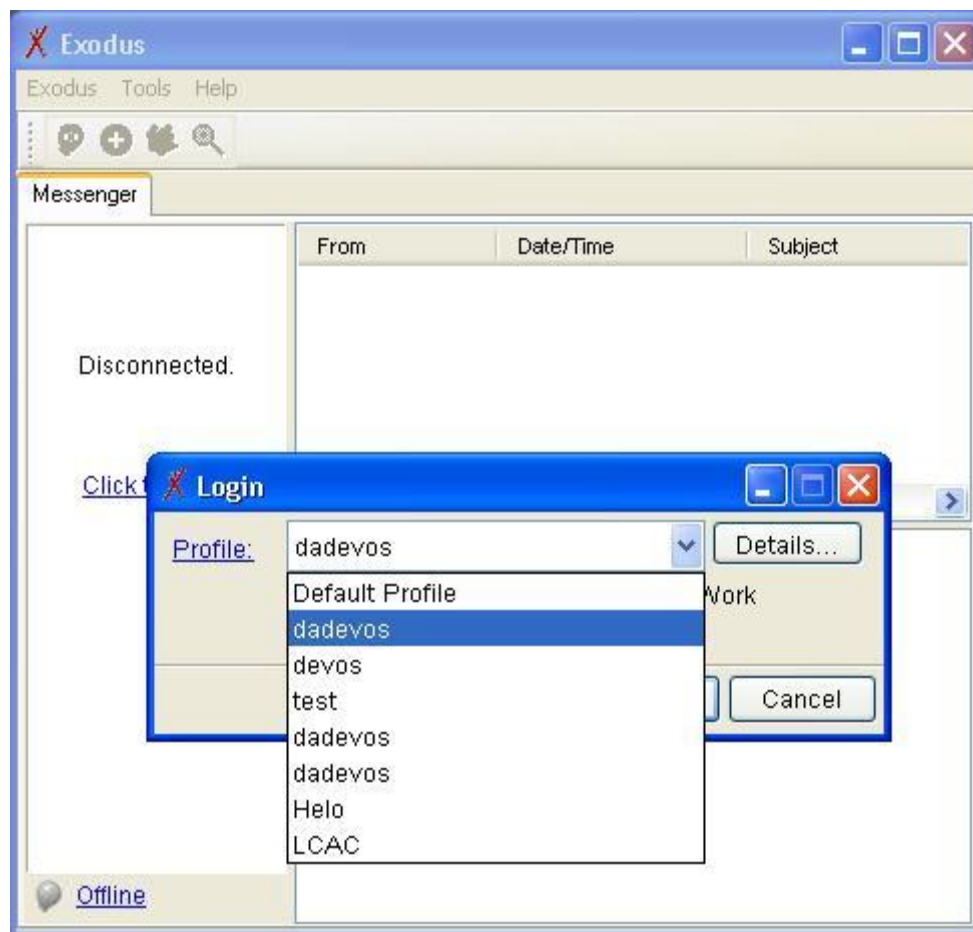 Exodus
Exodus Tools Help
Messenger
From Date/Time Subject
Disconnected.
Click
Login
Profile: dadevos Details...
Default Profile
Work
dadevos
devos
test
Cancel
dadevos
dadevos
Helo
LCAC
Offline